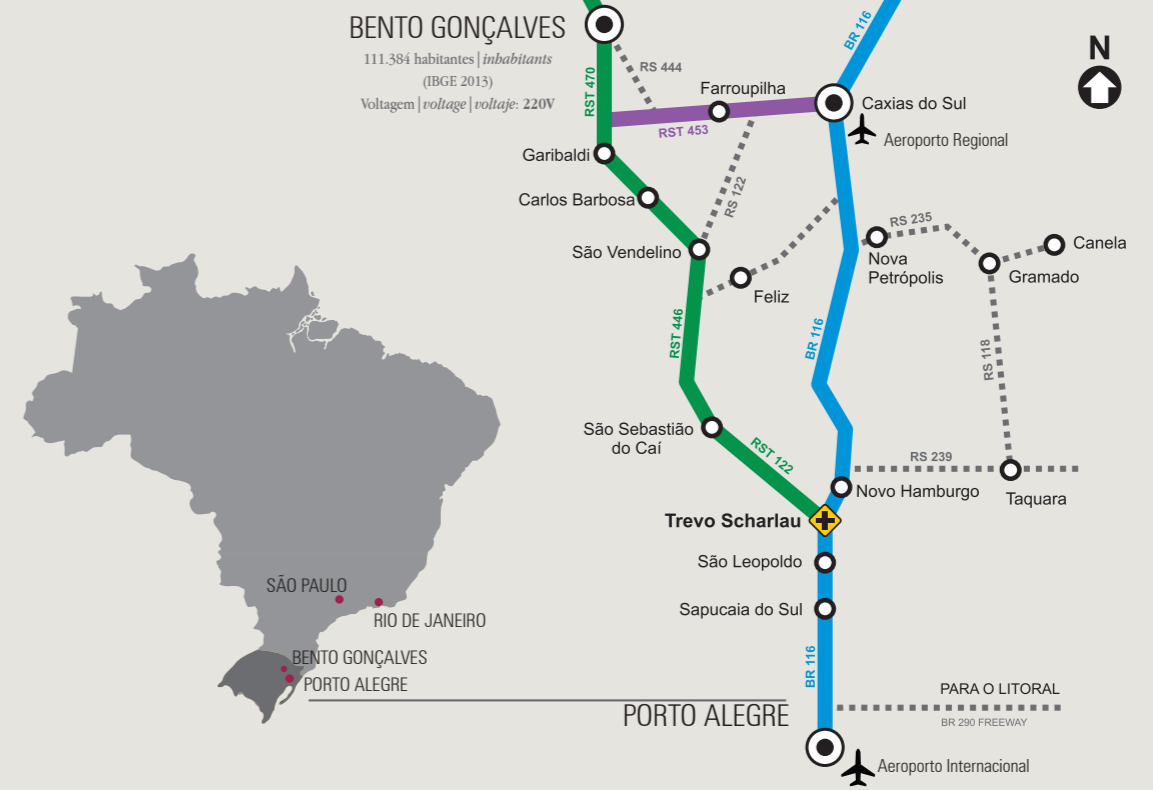 BENTO GONÇALVES
111.384 habitantes | inhabitants
(IBGE 2013)
Voltagem | voltage | voltaje: 220V
BR 116
N
RS 444
RST 470
Farroupilha
Caxias do Sul
RST 453
Aeroporto Regional
Garibaldi
Carlos Barbosa
RS 122
RS 235
São Vendelino
Nova
Petrópolis
Canela
Gramado
Feliz
RST 446
BR 116
RS 118
São Sebastião
do Caí
RST 122
RS 239
Novo Hamburgo
Taquara
Trevo Scharlau
São Leopoldo
SÃO PAULO
Sapucaia do Sul
RIO DE JANEIRO
BENTO GONÇALVES
PORTO ALEGRE
BR 116
PARA O LITORAL
PORTO ALEGRE
BR 290 FREEWAY
Aeroporto Internacional